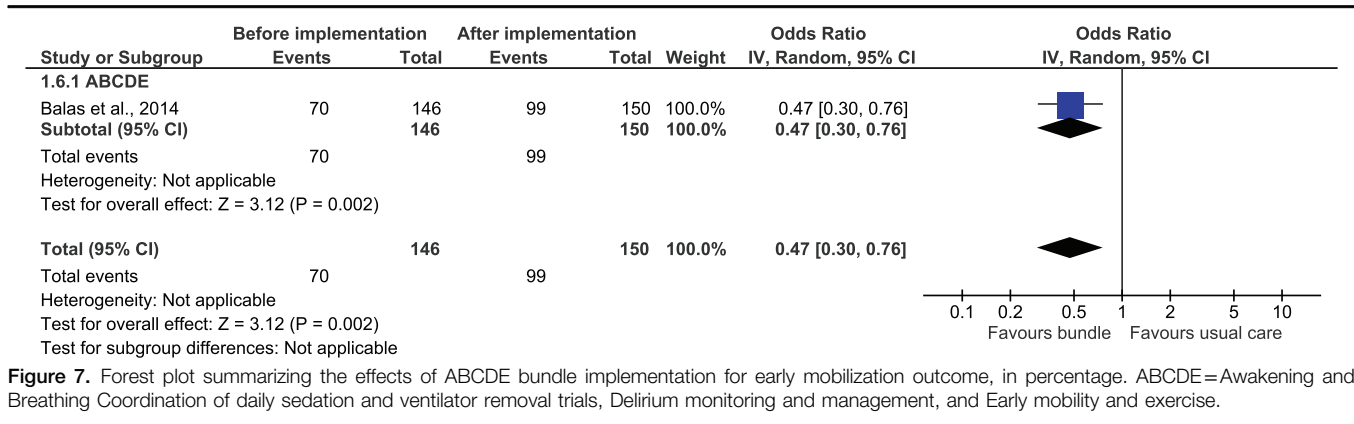 Before implementation After implementation Odds Ratio Odds Ratio
Study or Subgroup Events Total Events Total Weight IV, Random, 95% CI IV, Random, 95% CI
1.6.1 ABCDE
Balas et al., 2014 70 146 99 150 100.0% 0.47 [0.30, 0.76]
Subtotal (95% CI) 146 150 100.0% 0.47 [0.30, 0.76]
Total events 70 99
Heterogeneity: Not applicable
Test for overall effect: Z = 3.12 (P = 0.002)
Total (95% CI) 146 150 100.0% 0.47 [0.30, 0.76]
Total events 70 99
Heterogeneity: Not applicable
Test for overall effect: Z = 3.12 (P = 0.002)
Test for subgroup differences: Not applicable
0.1 0.2 0.5 1 2 5 10
Favours bundle Favours usual care
Figure 7. Forest plot summarizing the effects of ABCDE bundle implementation for early mobilization outcome, in percentage. ABCDE=Awakening and
Breathing Coordination of daily sedation and ventilator removal trials, Delirium monitoring and management, and Early mobility and exercise.